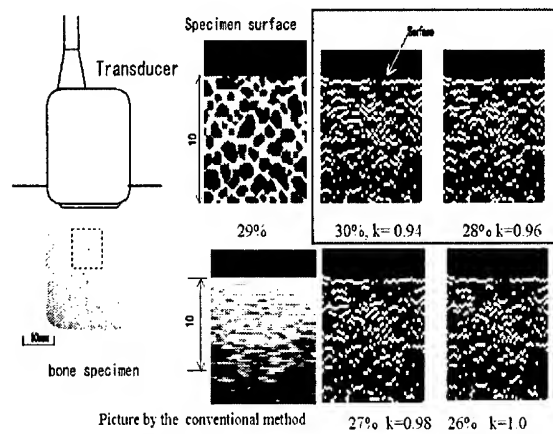 Specimen surface
Surface
Transducer
10
29%
30%, k= 0.94
28% k=0.96
10
bone specimen
Picture by the conventional method
27% k=0.98
26% k=1.0